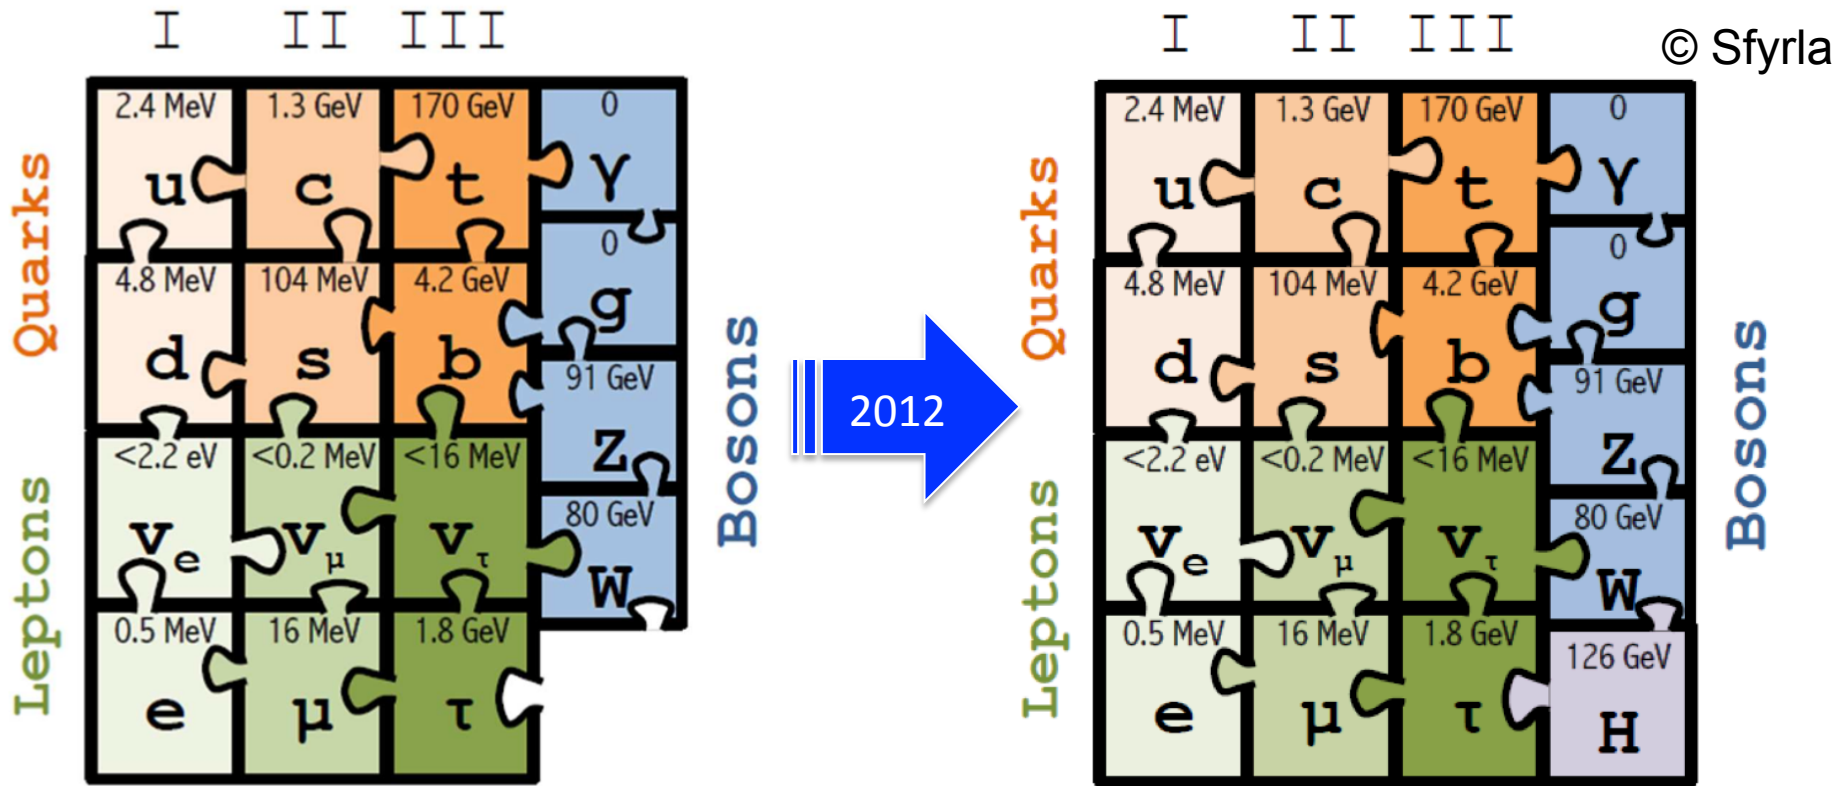 I II III
2.4 MeV 1.3 GeV 170 GeV 0
u c t γ
4.8 MeV 104 MeV 4.2 GeV 0
d s b g
<2.2 eV <0.2 MeV <16 MeV 91 GeV
νe νμ ντ Z
0.5 MeV 16 MeV 1.8 GeV 80 GeV
e μ τ W
Quarks
Leptons
Bosons
2012
I II III
© Sfyrla
2.4 MeV 1.3 GeV 170 GeV 0
u c t γ
4.8 MeV 104 MeV 4.2 GeV 0
d s b g
<2.2 eV <0.2 MeV <16 MeV 91 GeV
νe νμ ντ Z
0.5 MeV 16 MeV 1.8 GeV 80 GeV
e μ τ W
126 GeV
H
Quarks
Leptons
Bosons